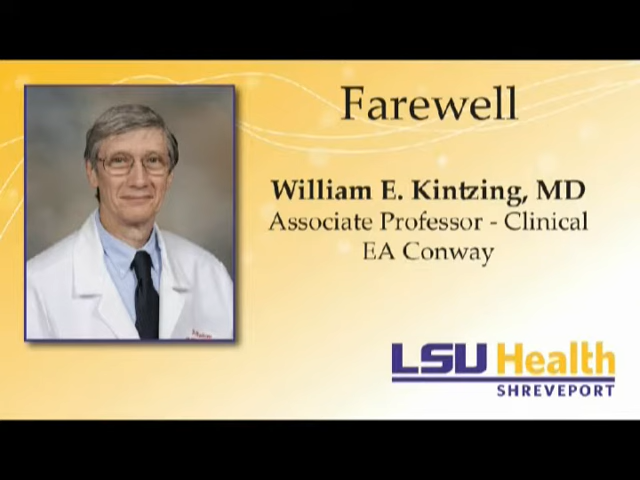 Farewell
William E. Kintzing, MD
Associate Professor - Clinical
EA Conway
LSU Health
SHREVEPORT